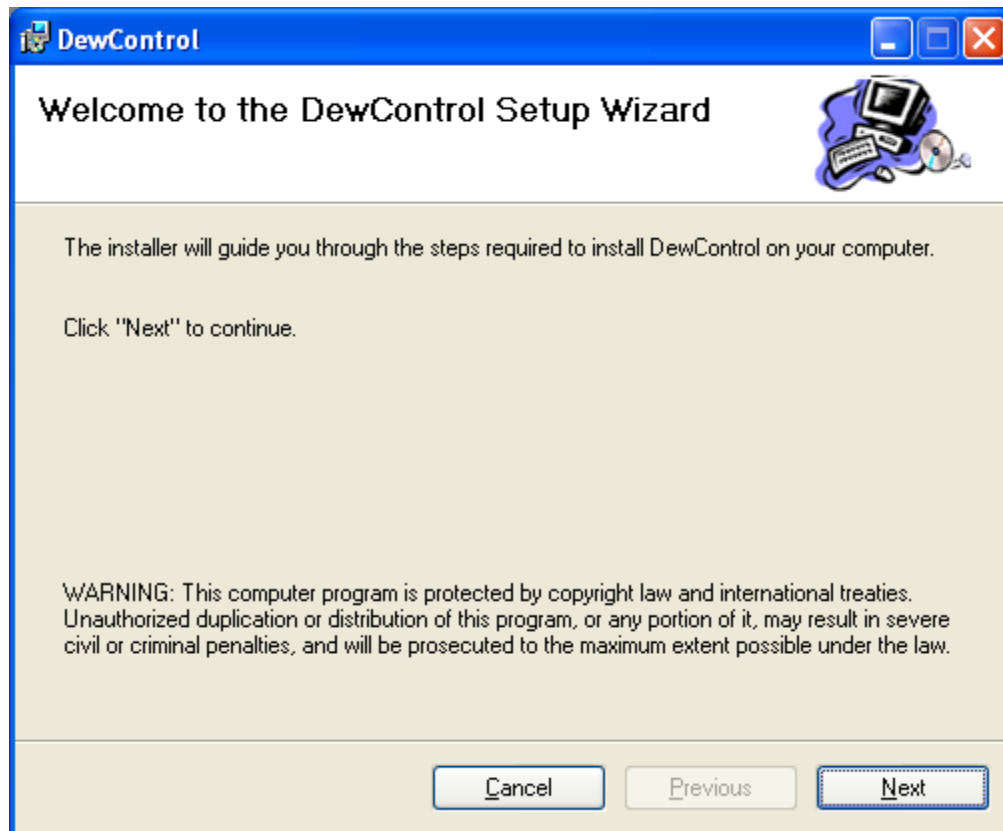 DewControl
Welcome to the DewControl Setup Wizard
The installer will guide you through the steps required to install DewControl on your computer.
Click "Next" to continue.
WARNING: This computer program is protected by copyright law and international treaties.
Unauthorized duplication or distribution of this program, or any portion of it, may result in severe
civil or criminal penalties, and will be prosecuted to the maximum extent possible under the law.
Cancel Previous Next